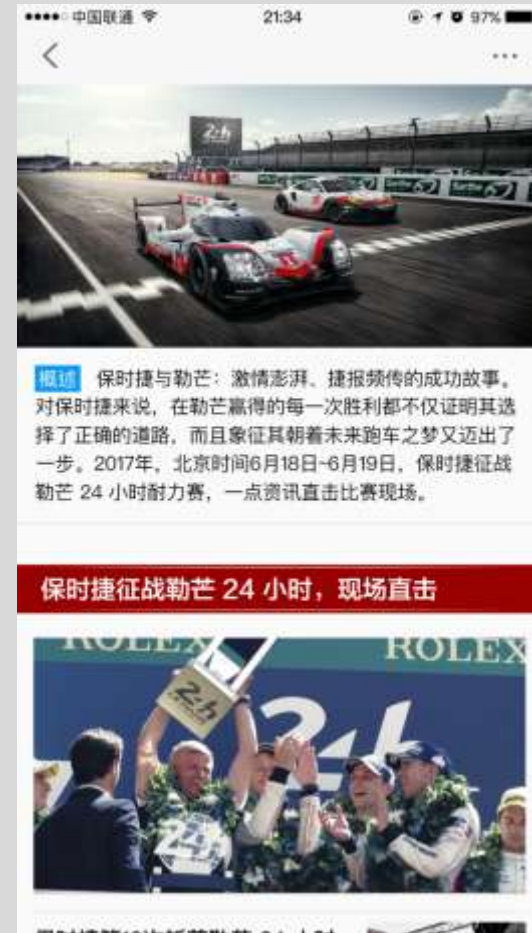 中国联通
21:34
97%
24h
概述 保时捷与勒芒：激情澎湃、捷报频传的成功故事。
对保时捷来说，在勒芒赢得的每一次胜利都不仅证明其选
择了正确的道路，而且象征其朝着未来跑车之梦又迈出了
一步。2017年，北京时间6月18日-6月19日，保时捷征战
勒芒 24 小时耐力赛，一点资讯直击比赛现场。
保时捷征战勒芒 24 小时，现场直击
ROLEX
ROLEX
24h
24
24